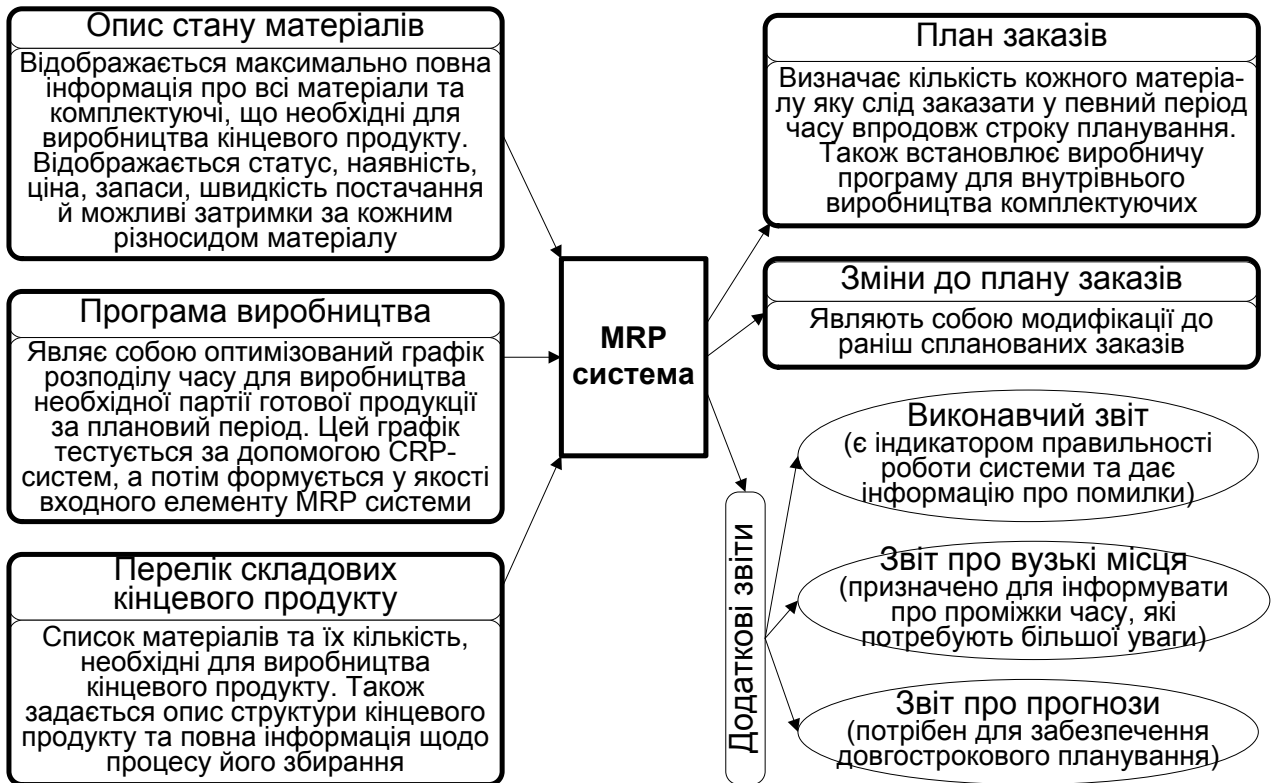 Опис стану матеріалів
Відображається максимально повна
інформація про всі матеріали та
комплектуючі, що необхідні для
виробництва кінцевого продукту.
Відображається статус, наявність,
ціна, запаси, швидкість постачання
й можливі затримки за кожним
різносидом матеріалу
Програма виробництва
Являє собою оптимізований графік
розподілу часу для виробництва
необхідної партії готової продукції
за плановий період. Цей графік
тестується за допомогою CRP-
систем, а потім формується у якості
входного елементу MRP системи
Перелік складових
кінцевого продукту
Список матеріалів та їх кількість,
необхідні для виробництва
кінцевого продукту. Також
задається опис структури кінцевого
продукту та повна інформація щодо
процесу його збирання
MRP
система
План заказів
Визначає кількість кожного матеріа-
лу яку слід заказати у певний період
часу впродовж строку планування.
Також встановлює виробничу
програму для внутрівнього
виробництва комплектуючих
Зміни до плану заказів
Являють собою модифікації до
раніш спланованих заказів
Додаткові звіти
Виконавчий звіт
(є індикатором правильності
роботи системи та дає
інформацію про помилки)
Звіт про вузькі місця
(призначено для інформувати
про проміжки часу, які
потребують більшої уваги)
Звіт про прогнози
(потрібен для забезпечення
довгострокового планування)